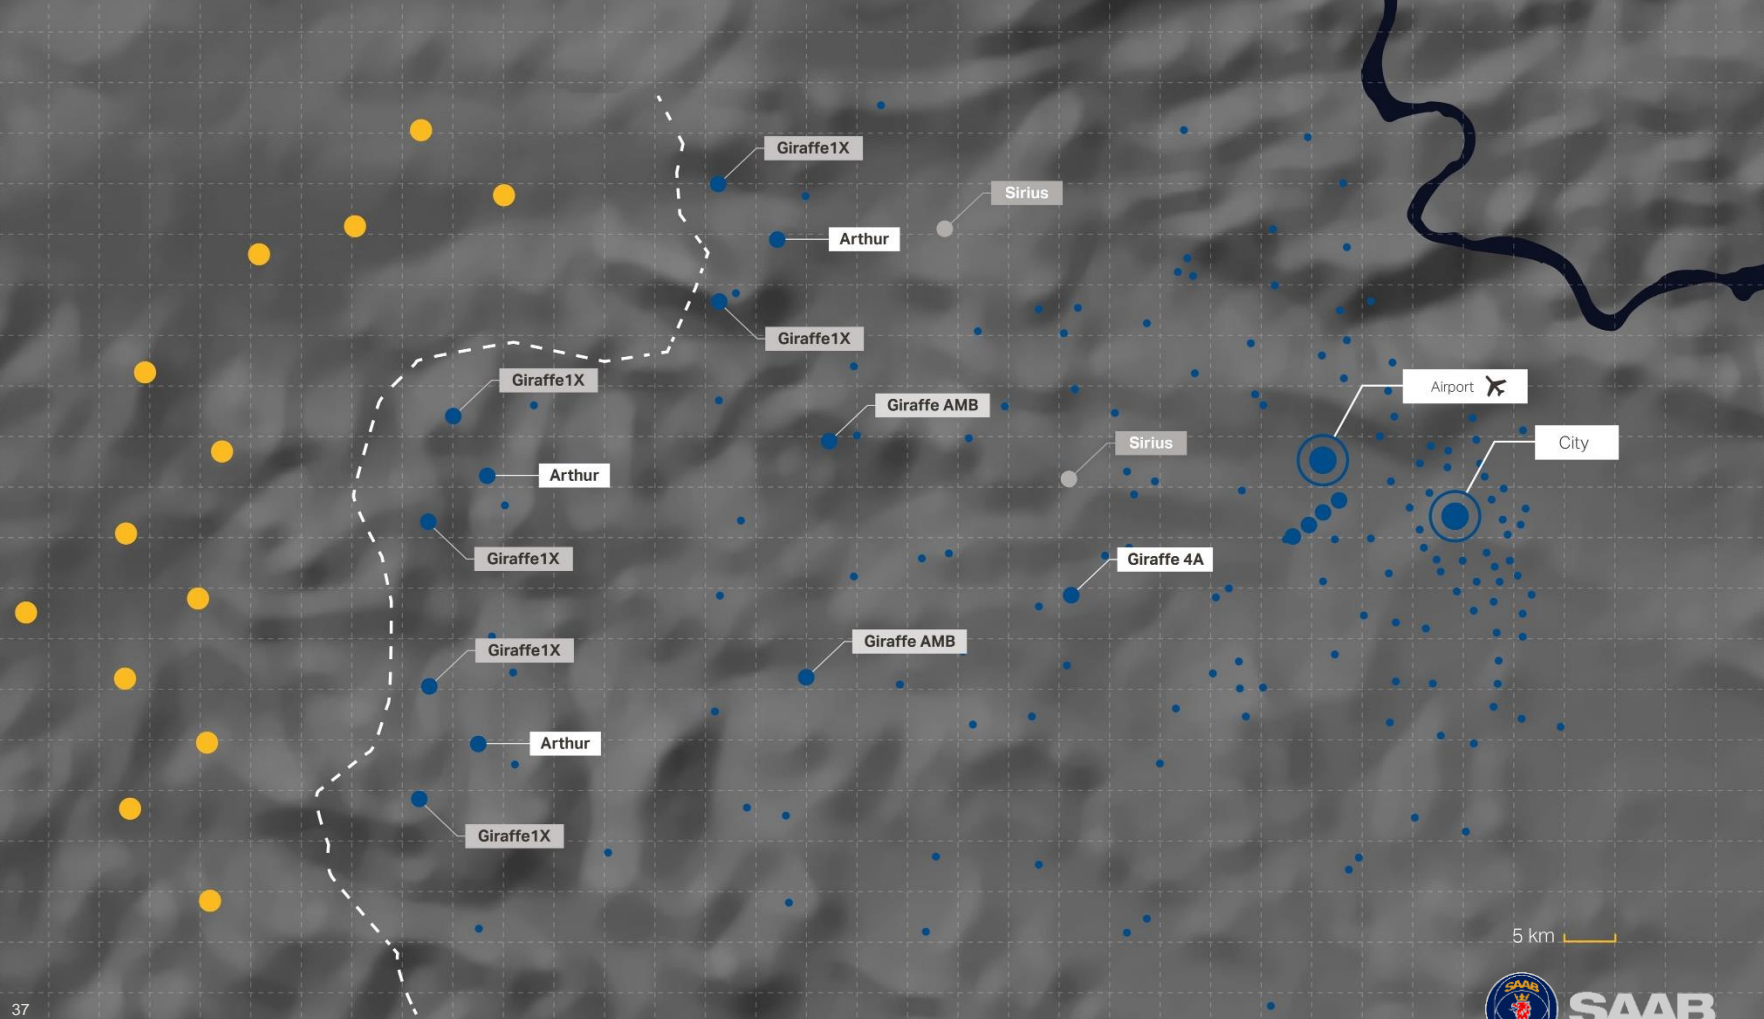 Giraffe1X
Sirius
Arthur
Giraffe1X
Giraffe1X
Airport
Giraffe AMB
City
Sirius
Arthur
Giraffe1X
Giraffe 4A
Giraffe AMB
Giraffe1X
Arthur
Giraffe1X
5 km
SAAB
SAAB
37